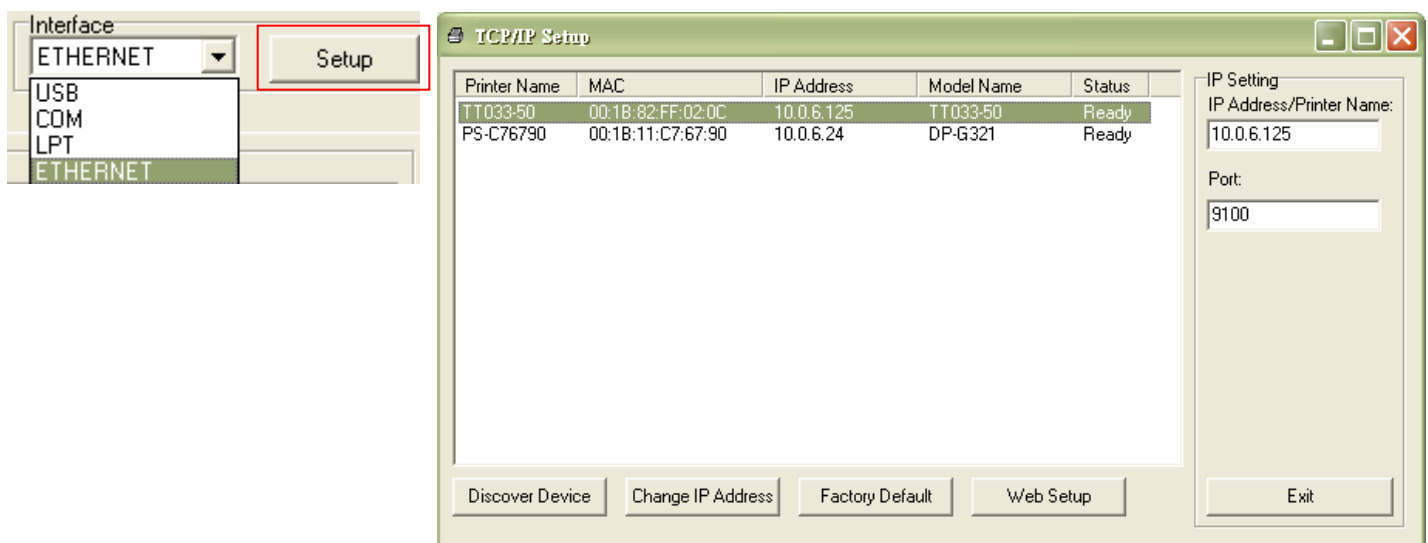 Interface
ETHERNET
Setup
USB
COM
LPT
ETHERNET
TCP/IP Setup
Printer Name MAC IP Address Model Name Status
TT033-50 00:1B:82:FF:02:0C 10.0.6.125 TT033-50 Ready
PS-C76790 00:1B:11:C7:67:90 10.0.6.24 DP-G321 Ready
IP Setting
IP Address/Printer Name:
10.0.6.125
Port:
9100
Discover Device Change IP Address Factory Default Web Setup Exit